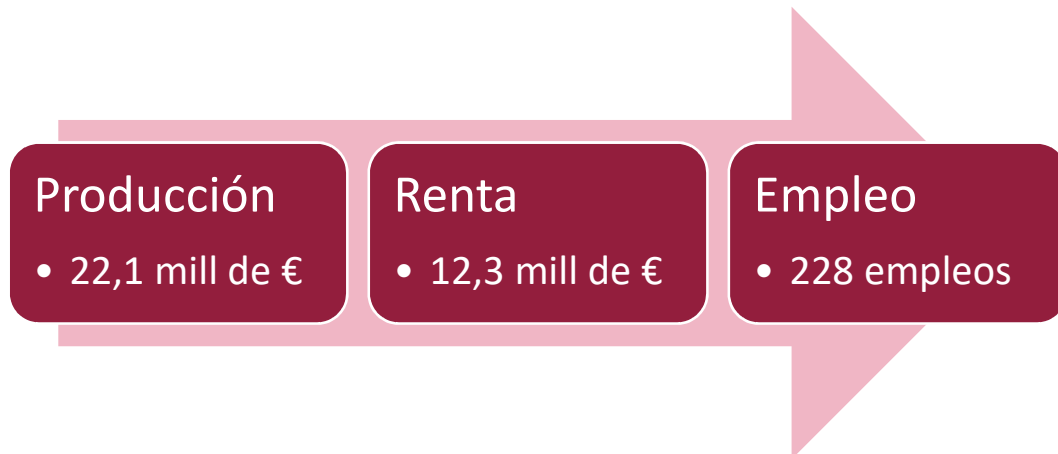 Producción
• 22,1 mill de €
Renta
• 12,3 mill de €
Empleo
• 228 empleos